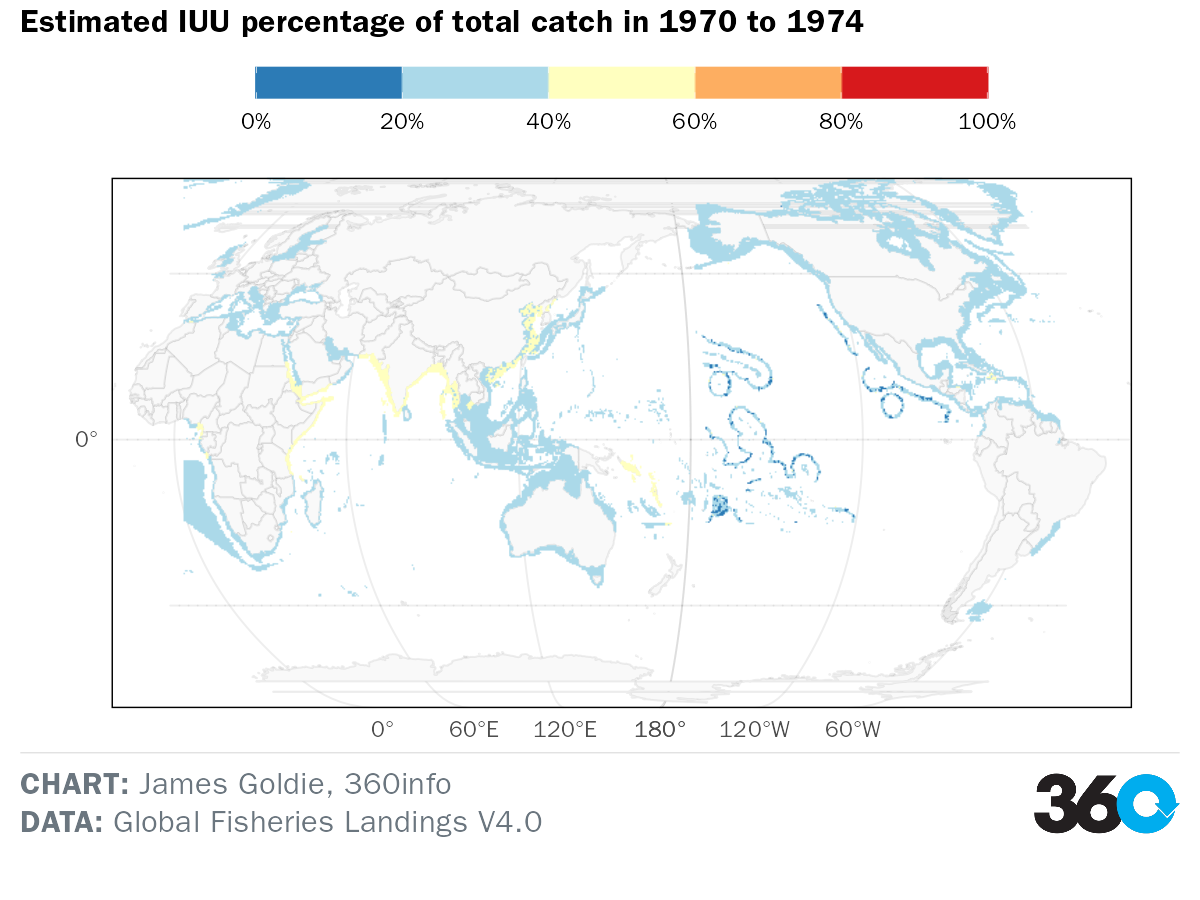 Estimated IUU percentage of total catch in 1970 to 1974
0% 20% 40% 60% 80% 100%
0°
0° 60°E 120°E 180° 120°W 60°W
CHART: James Goldie, 360info
DATA: Global Fisheries Landings V4.0
360